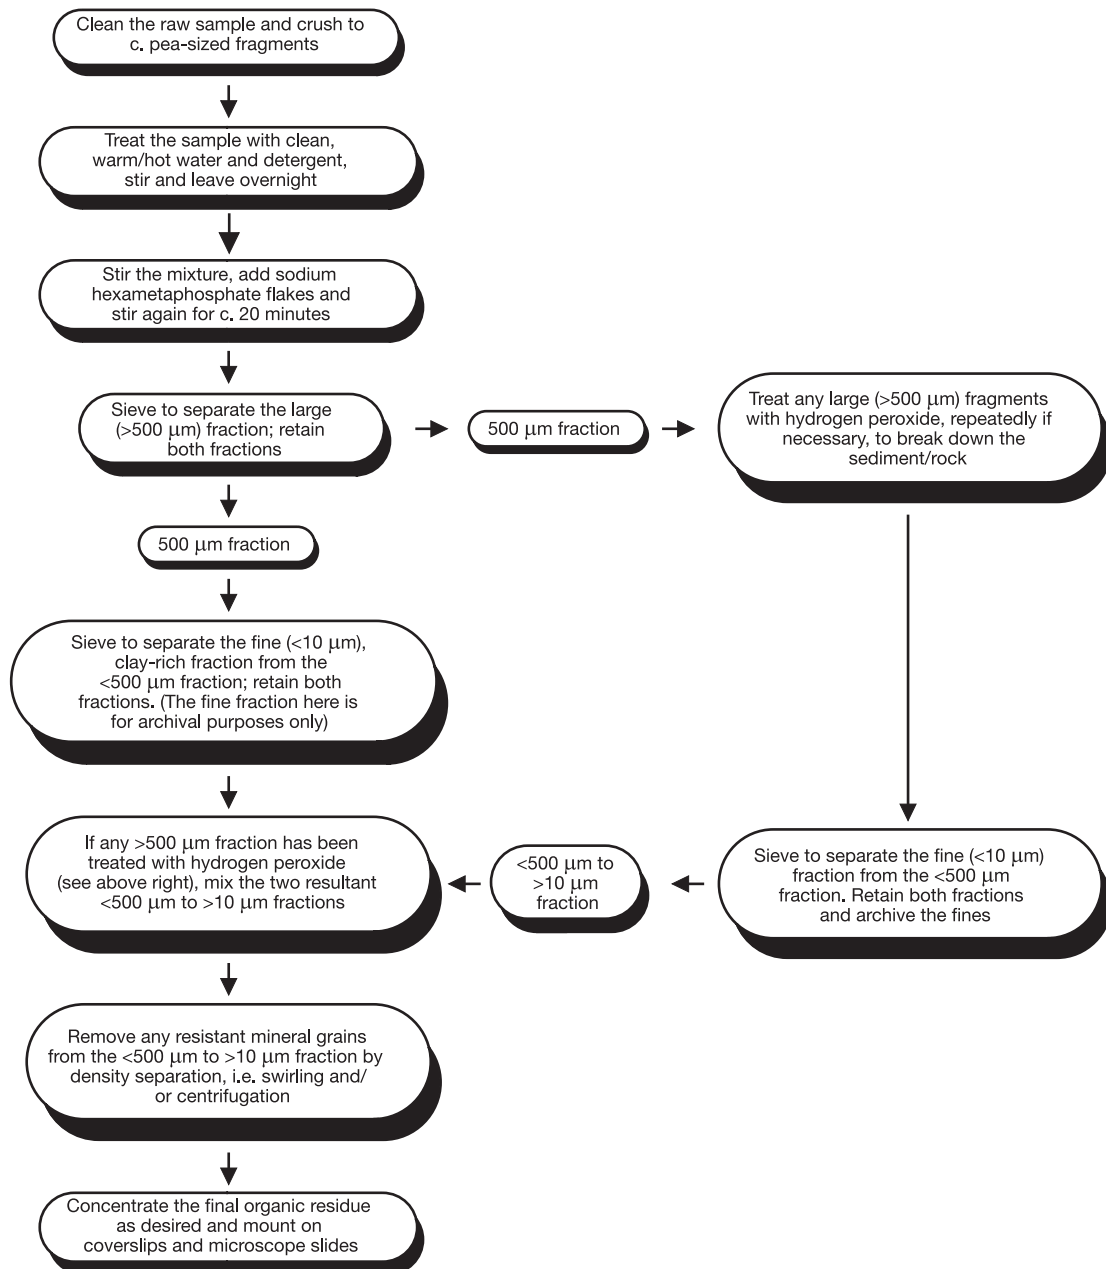 Clean the raw sample and crush to
c. pea-sized fragments
Treat the sample with clean,
warm/hot water and detergent,
stir and leave overnight
Stir the mixture, add sodium
hexametaphosphate flakes and
stir again for c. 20 minutes
Sieve to separate the large
(>500 µm) fraction; retain
both fractions
500 µm fraction
Treat any large (>500 µm) fragments
with hydrogen peroxide, repeatedly if
necessary, to break down the
sediment/rock
500 µm fraction
Sieve to separate the fine (<10 µm),
clay-rich fraction from the
<500 µm fraction; retain both
fractions. (The fine fraction here is
for archival purposes only)
If any >500 µm fraction has been
treated with hydrogen peroxide
(see above right), mix the two resultant
<500 µm to >10 µm fractions
<500 µm to
>10 µm
fraction
Sieve to separate the fine (<10 µm)
fraction from the <500 µm
fraction. Retain both fractions
and archive the fines
Remove any resistant mineral grains
from the <500 µm to >10 µm fraction by
density separation, i.e. swirling and/
or centrifugation
Concentrate the final organic residue
as desired and mount on
coverslips and microscope slides